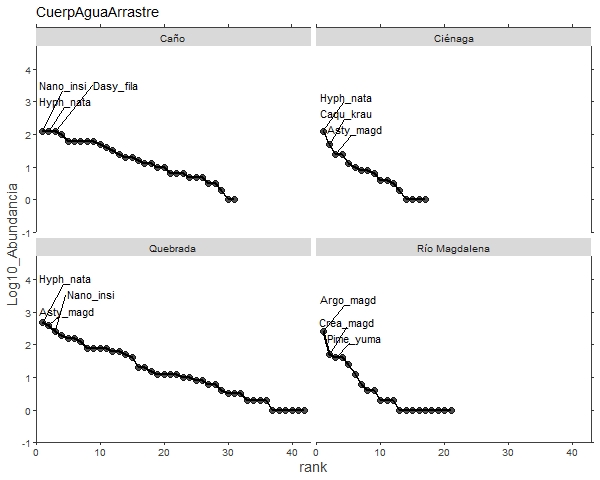 CuerpAguaArrastre
Caño
Ciénaga
4
3
2
1
0
-1
Nano_insi
Dasy_fila
Hyph_nata
Hyph_nata
Caqu_krau
Asty_magd
Log10_Abundancia
Quebrada
Río Magdalena
4
3
2
1
0
-1
Hyph_nata
Nano_insi
Asty_magd
Argo_magd
Crea_magd
Pime_yuma
0 10 20 30 40
0 10 20 30 40
rank